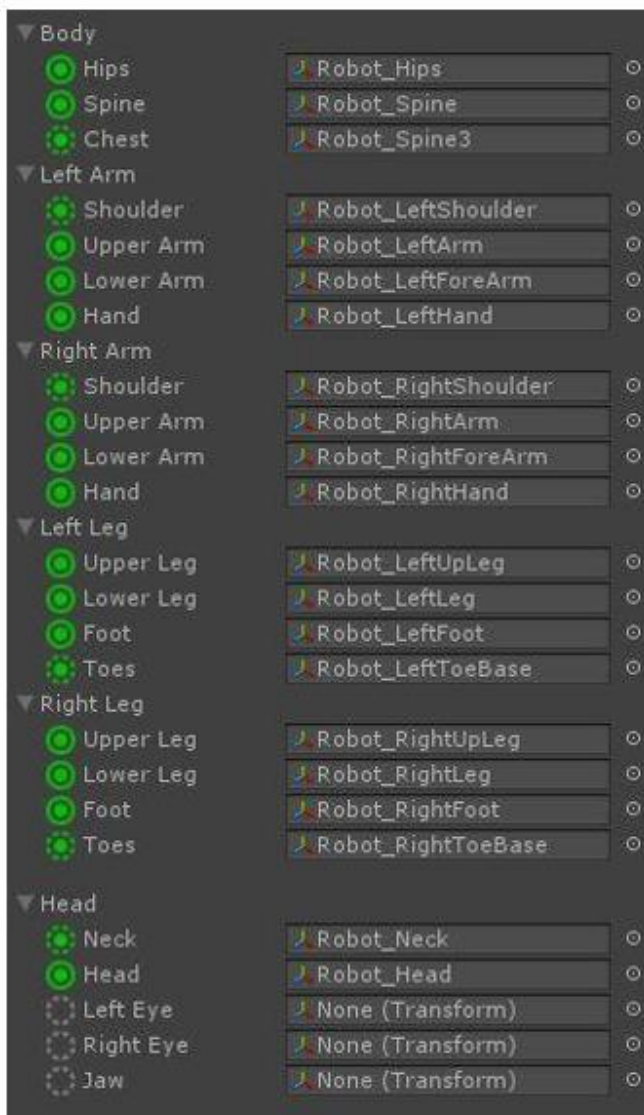 Body
Hips Robot_Hips
Spine Robot_Spine
Chest Robot_Spine3
Left Arm
Shoulder Robot_LeftShoulder
Upper Arm Robot_LeftArm
Lower Arm Robot_LeftForeArm
Hand Robot_LeftHand
Right Arm
Shoulder Robot_RightShoulder
Upper Arm Robot_RightArm
Lower Arm Robot_RightForeArm
Hand Robot_RightHand
Left Leg
Upper Leg Robot_LeftUpLeg
Lower Leg Robot_LeftLeg
Foot Robot_LeftFoot
Toes Robot_LeftToeBase
Right Leg
Upper Leg Robot_RightUpLeg
Lower Leg Robot_RightLeg
Foot Robot_RightFoot
Toes Robot_RightToeBase
Head
Neck Robot_Neck
Head Robot_Head
Left Eye None (Transform)
Right Eye None (Transform)
Jaw None (Transform)